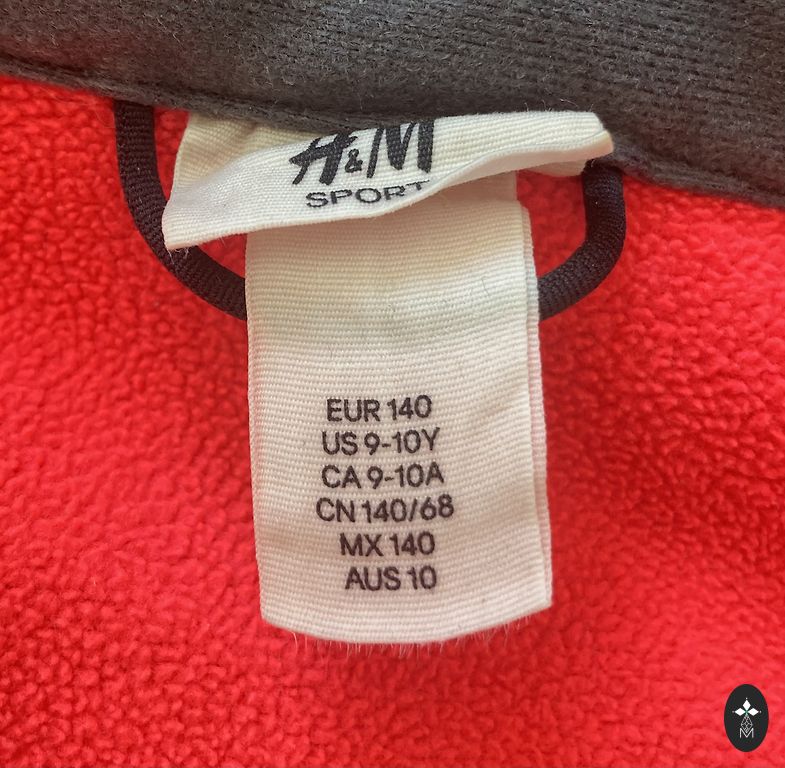 H&M
SPORT
EUR 140
US 9-10Y
CA 9-10A
CN 140/68
MX 140
AUS 10
M